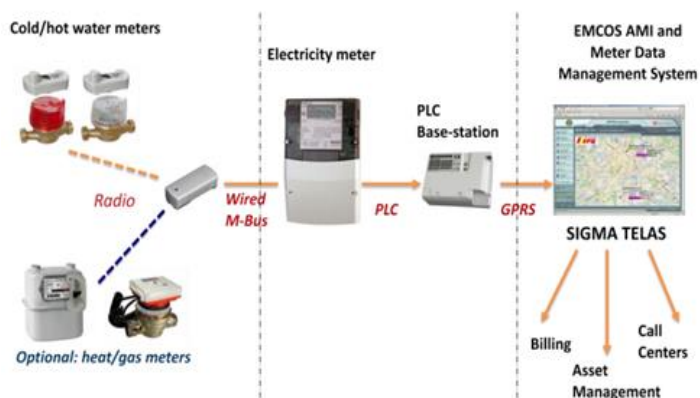 Cold/hot water meters
Electricity meter
EMCOS AMI and
Meter Data
Management System
PLC
Base-station
Radio
Wired
M-Bus
PLC
GPRS
SIGMA TELAS
Optional: heat/gas meters
Billing
Call
Centers
Asset
Management